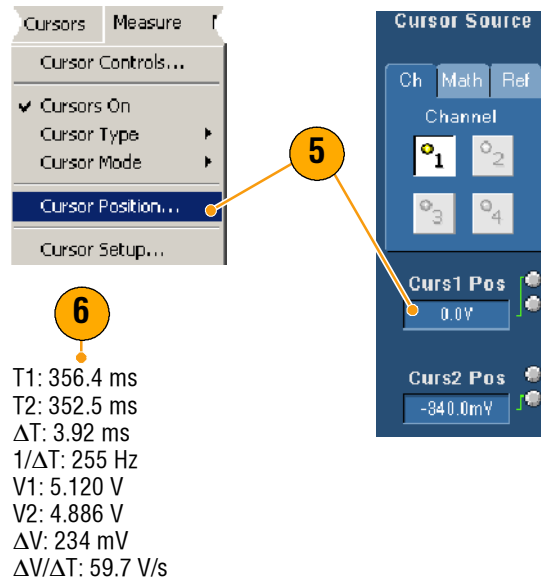 Cursors Measure
Cursor Controls...
✓ Cursors On
Cursor Type
Cursor Mode
Cursor Position...
Cursor Setup...
5
Cursor Source
Ch Math Ref
Channel
1 2
3 4
Curs1 Pos
0.0V
Curs2 Pos
-340.0mV
6
T1: 356.4 ms
T2: 352.5 ms
ΔT: 3.92 ms
1/ΔT: 255 Hz
V1: 5.120 V
V2: 4.886 V
ΔV: 234 mV
ΔV/ΔT: 59.7 V/s